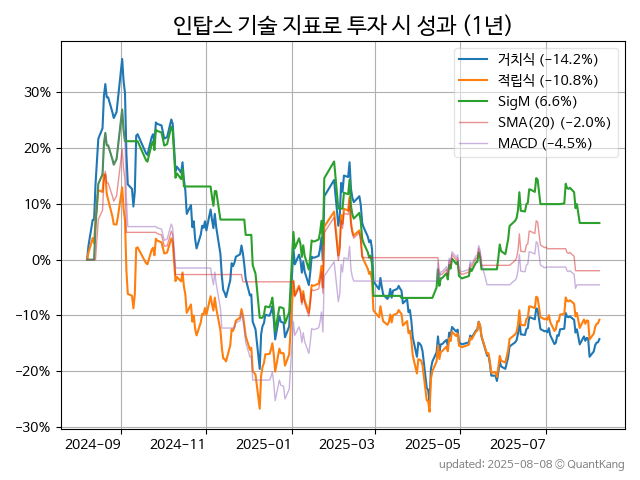 인탑스 기술 지표로 투자 시 성과 (1년)
거치식 (−14.2%)
적립식 (−10.8%)
SigM (6.6%)
SMA(20) (−2.0%)
MACD (−4.5%)
30%
20%
10%
0%
−10%
−20%
−30%
2024-09 2024-11 2025-01 2025-03 2025-05 2025-07
updated: 2025-08-08 © QuantKang